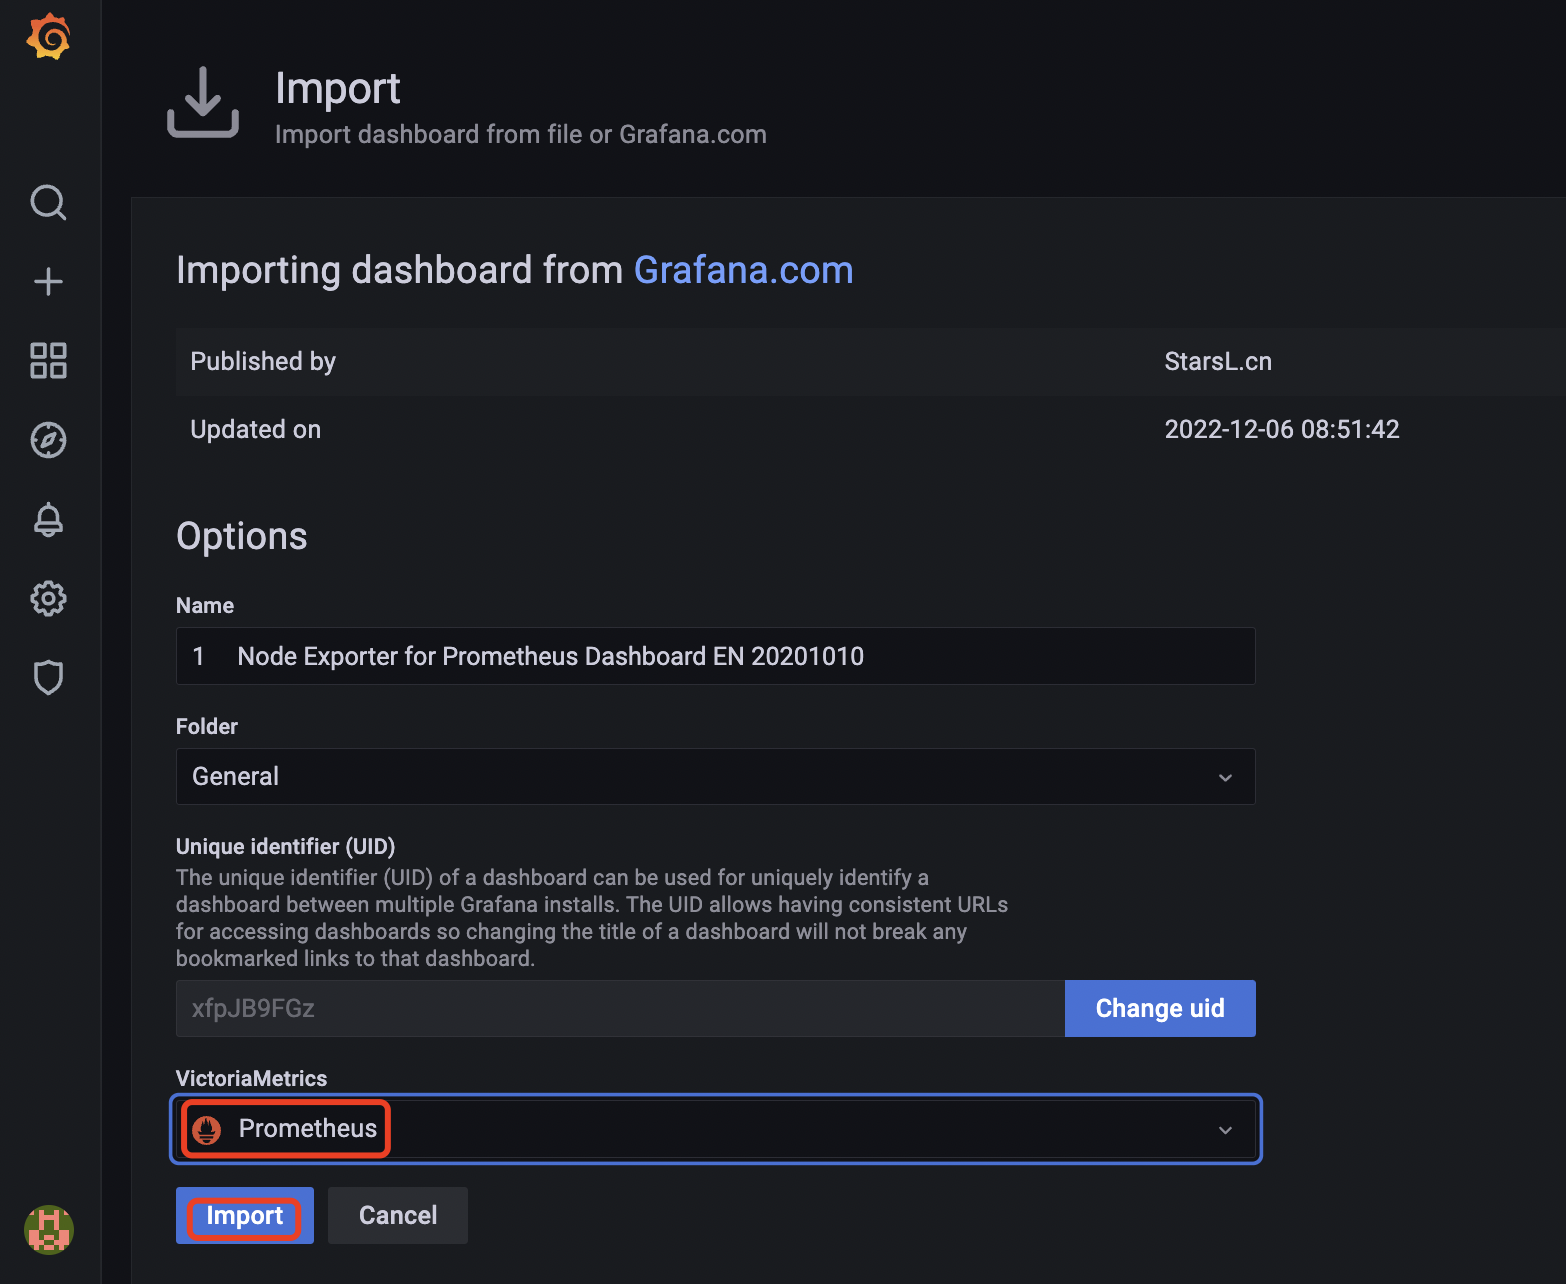 Import
Import dashboard from file or Grafana.com
Importing dashboard from Grafana.com
Published by StarsL.cn
Updated on 2022-12-06 08:51:42
Options
Name
1 Node Exporter for Prometheus Dashboard EN 20201010
Folder
General
Unique identifier (UID)
The unique identifier (UID) of a dashboard can be used for uniquely identify a
dashboard between multiple Grafana installs. The UID allows having consistent URLs
for accessing dashboards so changing the title of a dashboard will not break any
bookmarked links to that dashboard.
xfpJB9FGz Change uid
VictoriaMetrics
Prometheus
Import Cancel